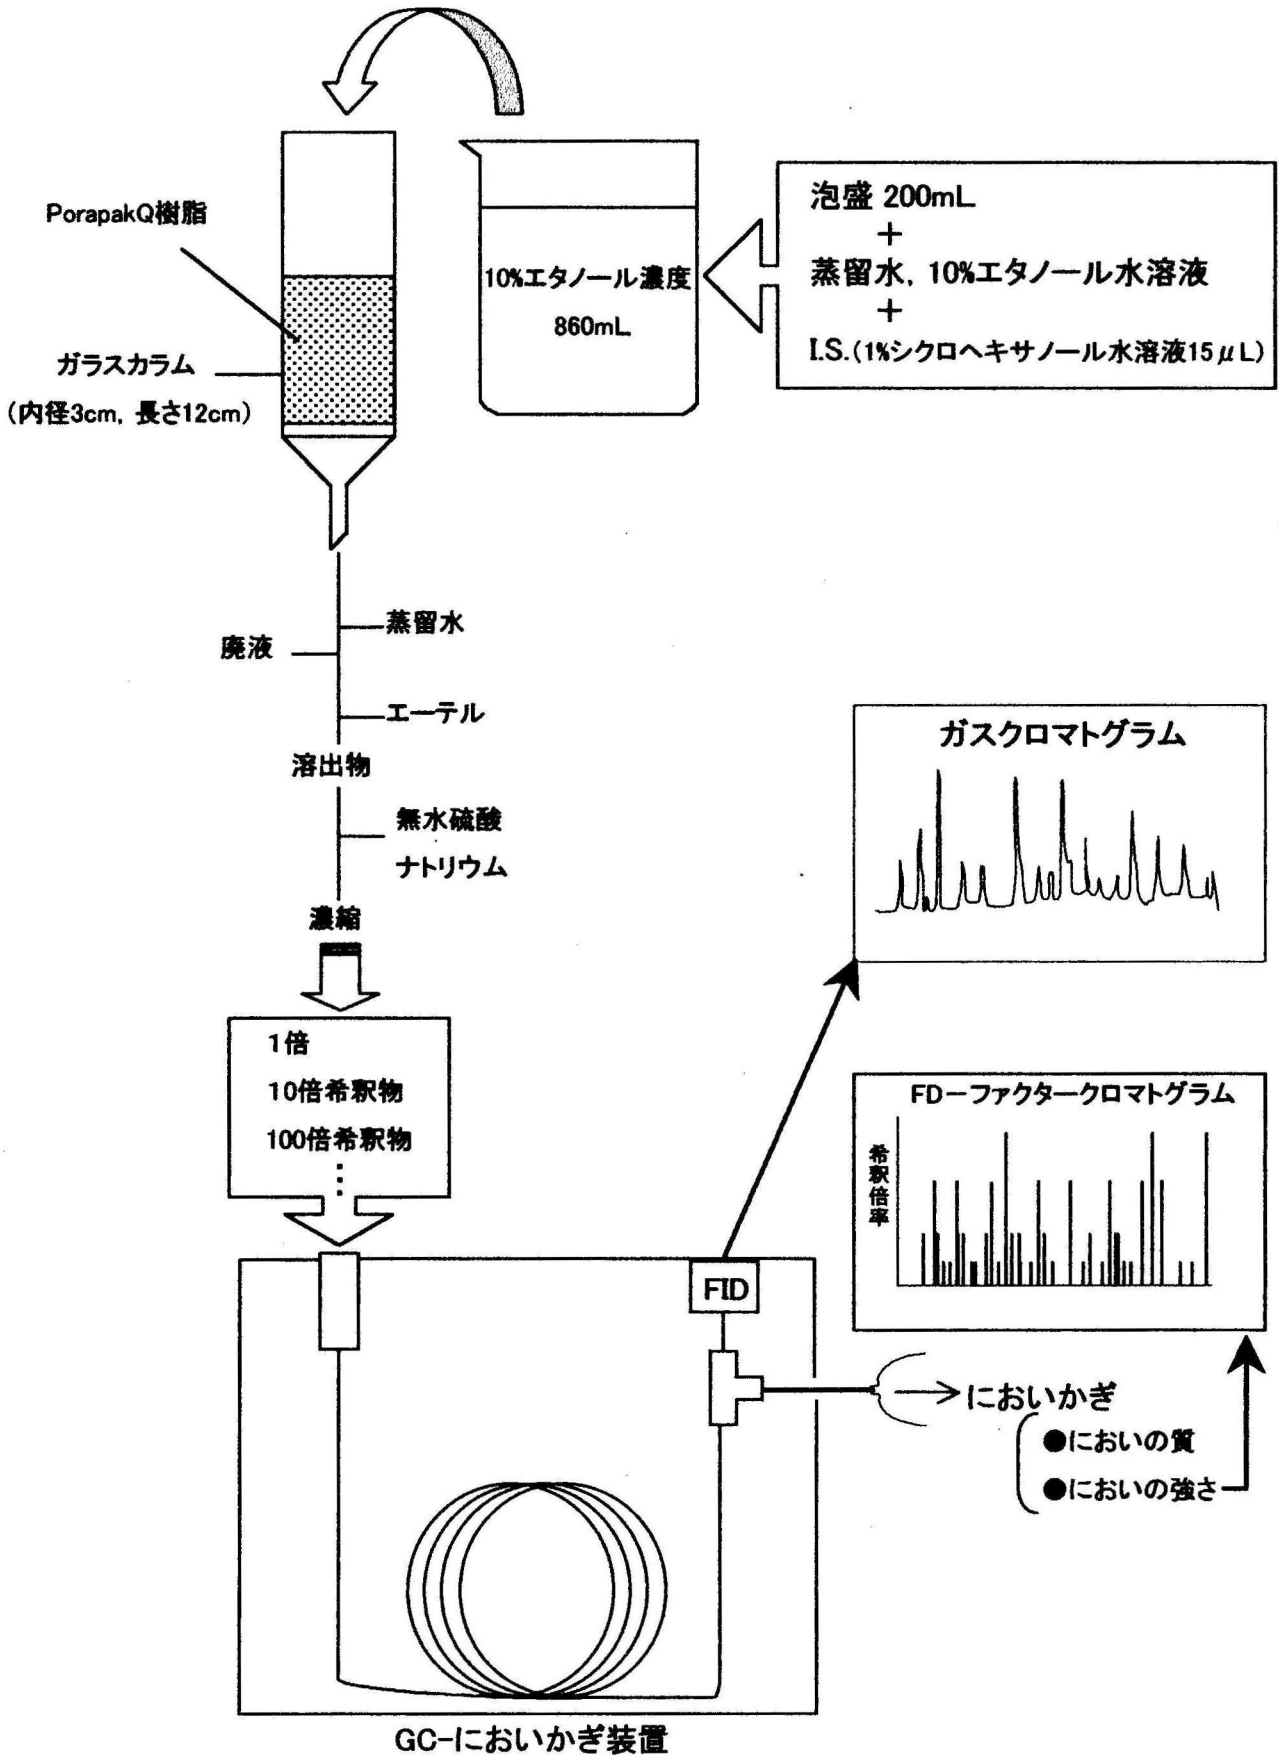 PorapakQ樹脂
ガラスカラム
(内径3cm, 長さ12cm)
10%エタノール濃度
860mL
泡盛 200mL
+
蒸留水, 10%エタノール水溶液
+
I.S.(1%シクロヘキサノール水溶液15μL)
蒸留水
廃液
エーテル
溶出物
無水硫酸
ナトリウム
濃縮
1倍
10倍希釈物
100倍希釈物
⋮
ガスクロマトグラム
FD-ファクタークロマトグラム
希釈倍率
FID
においかぎ
●においの質
●においの強さ
GC-においかぎ装置